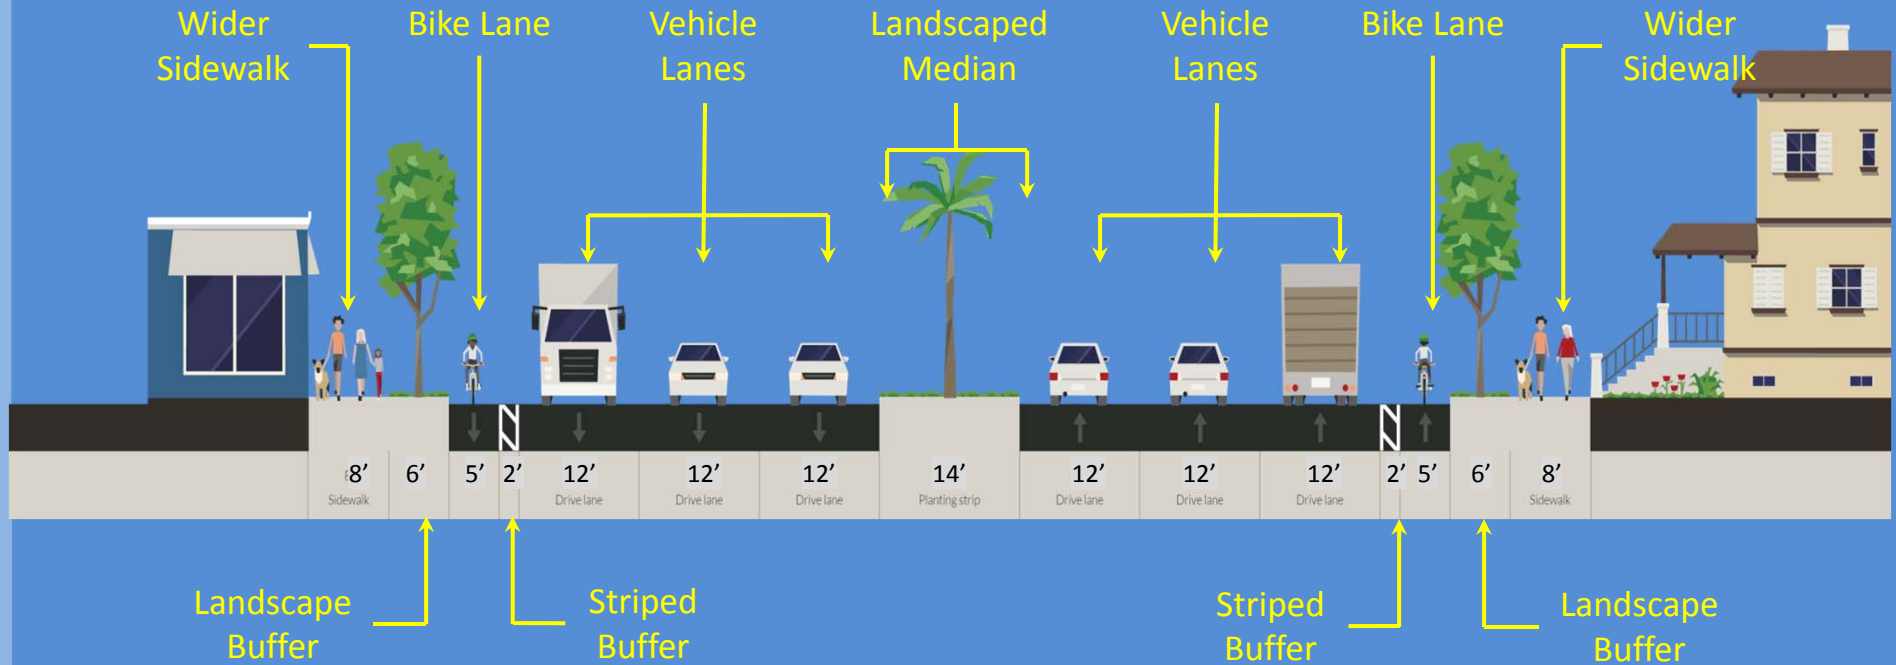 Wider
Sidewalk
Bike Lane
Vehicle
Lanes
Landscaped
Median
Vehicle
Lanes
Bike Lane
Wider
Sidewalk
8’ 6’ 5’ 2’ 12’ 12’ 12’ 14’ 12’ 12’ 12’ 2’ 5’ 6’ 8’
Sidewalk Drive lane Drive lane Drive lane Planting strip Drive lane Drive lane Drive lane Sidewalk
Landscape
Buffer
Striped
Buffer
Striped
Buffer
Landscape
Buffer